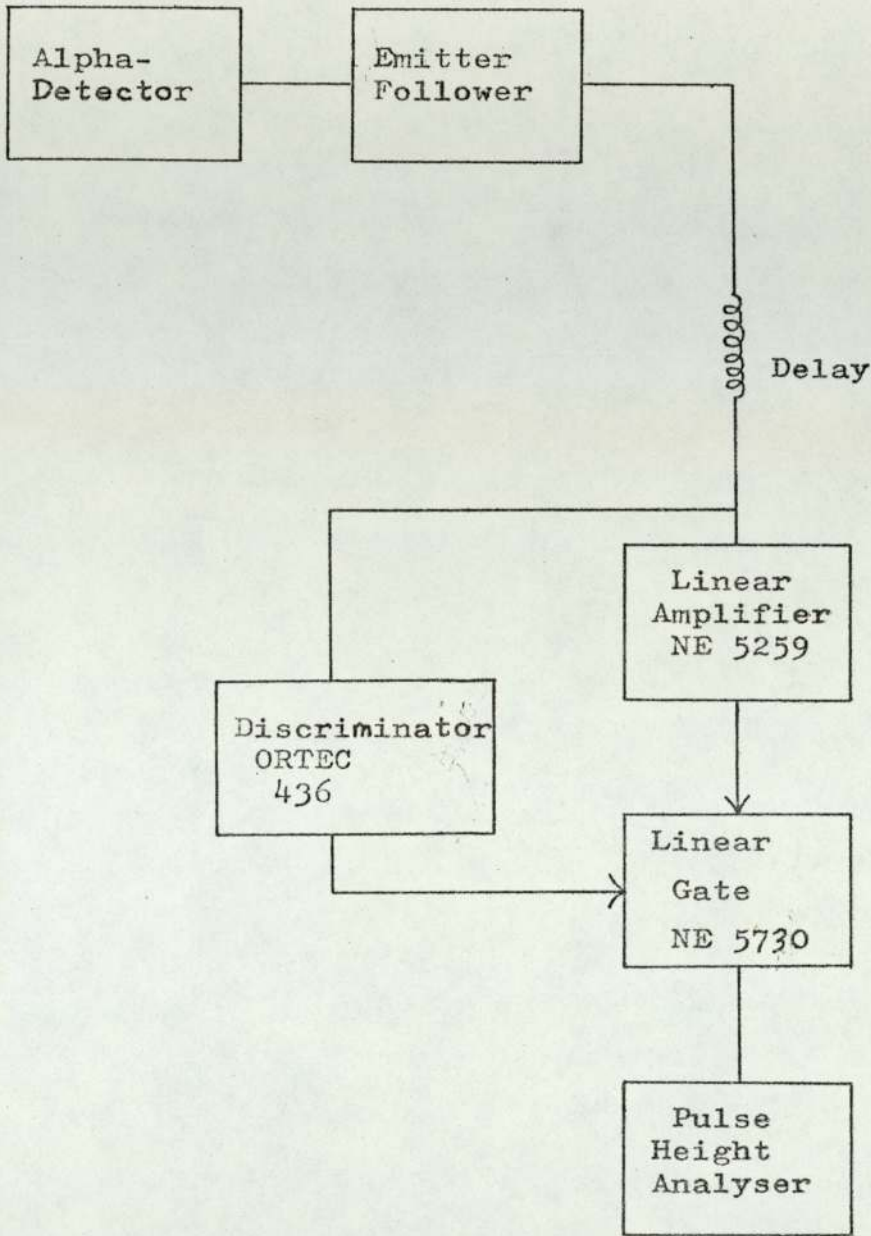 Alpha-
Detector
Emitter
Follower
Delay
Linear
Amplifier
NE 5259
Discriminator
ORTEC
436
Linear
Gate
NE 5730
Pulse
Height
Analyser